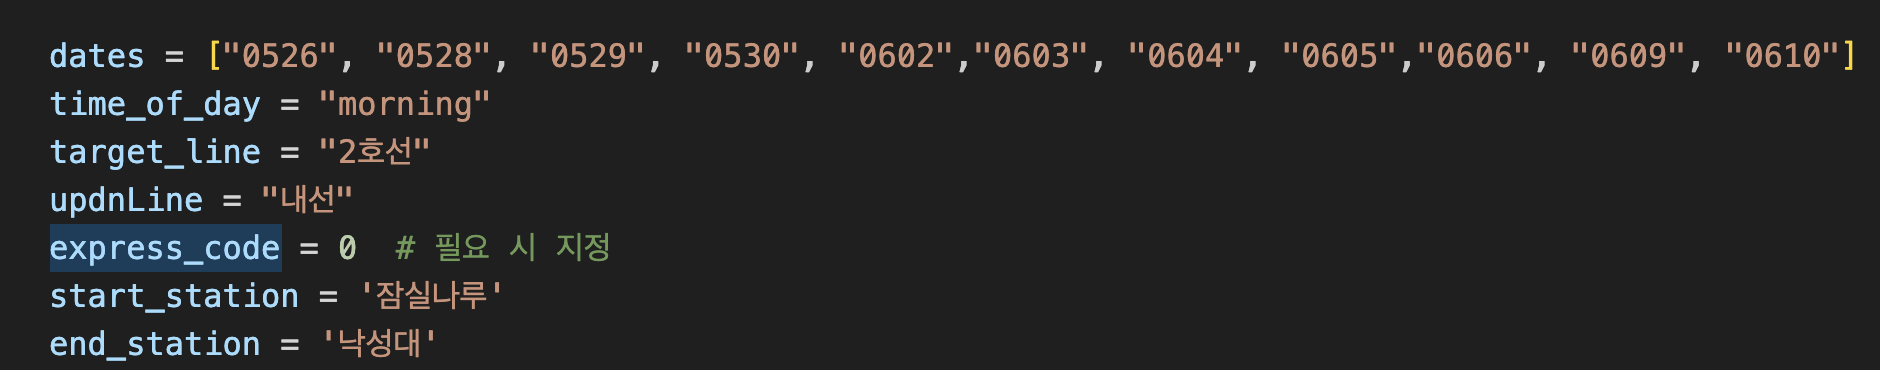 dates = ["0526", "0528", "0529", "0530", "0602","0603", "0604", "0605","0606", "0609", "0610"]
time_of_day = "morning"
target_line = "2호선"
updnLine = "내선"
express_code = 0  # 필요 시 지정
start_station = '잠실나루'
end_station = '낙성대'